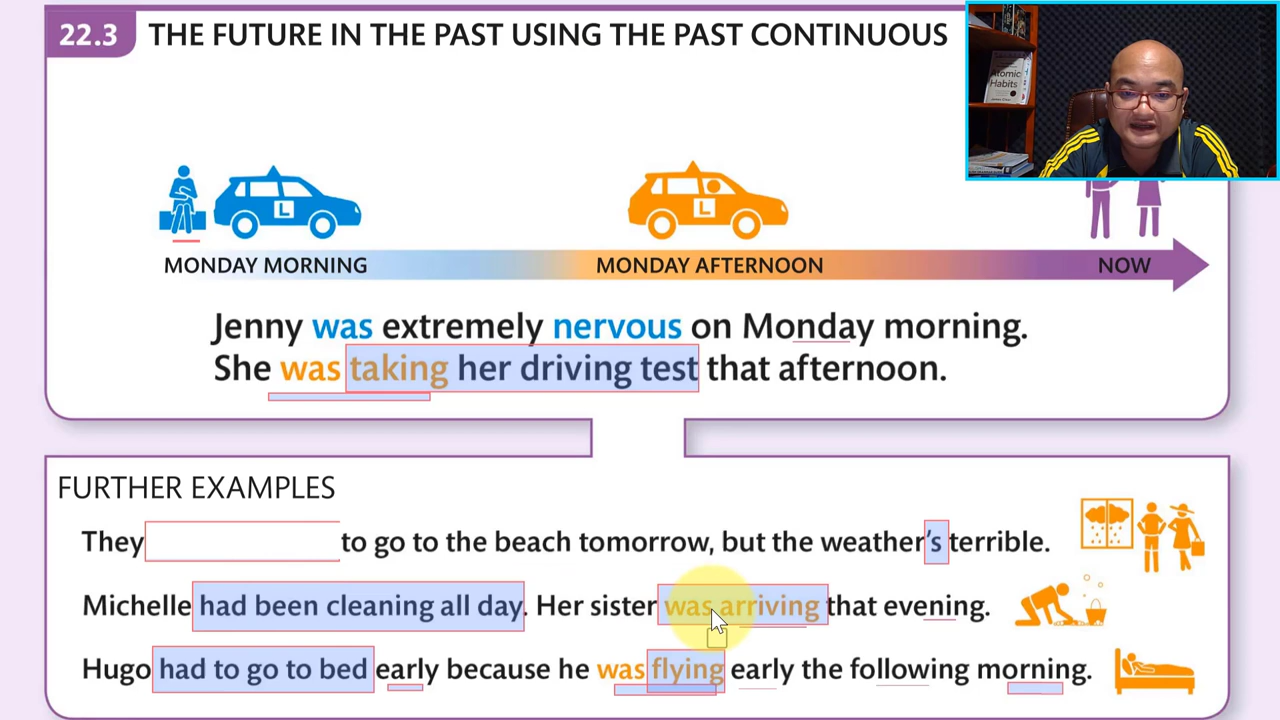 22.3 THE FUTURE IN THE PAST USING THE PAST CONTINUOUS
Atomic
Habits
L
L
MONDAY MORNING
MONDAY AFTERNOON
NOW
Jenny was extremely nervous on Monday morning.
She was taking her driving test that afternoon.
FURTHER EXAMPLES
They to go to the beach tomorrow, but the weather's terrible.
Michelle had been cleaning all day. Her sister was arriving that evening.
Hugo had to go to bed early because he was flying early the following morning.